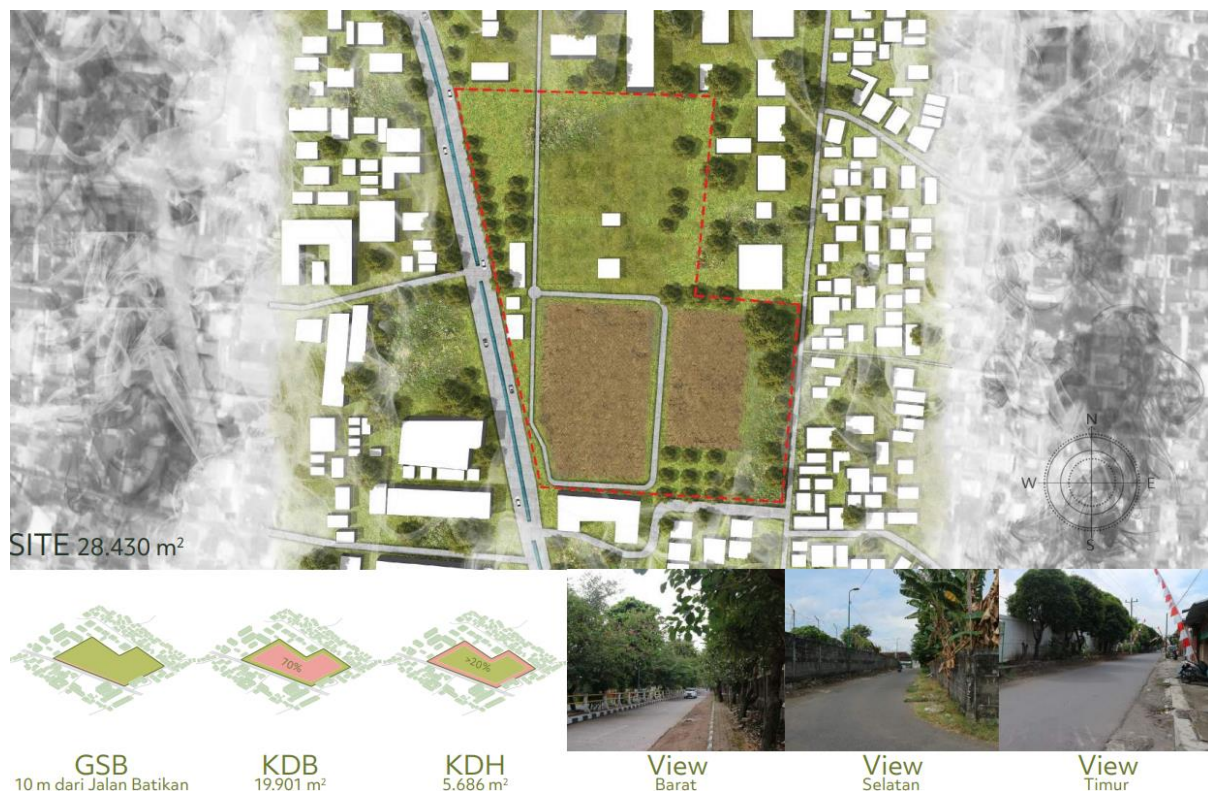 N
W E
S
SITE 28.430 m²
70%
>20%
GSB
10 m dari Jalan Batikan
KDB
19.901 m²
KDH
5.686 m²
View
Barat
View
Selatan
View
Timur